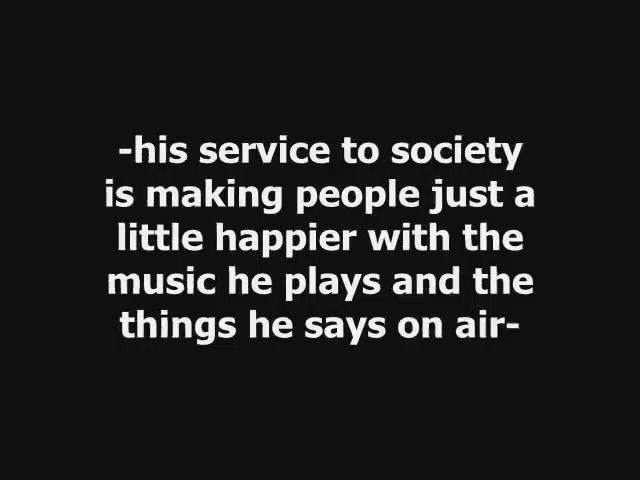 -his service to society
is making people just a
little happier with the
music he plays and the
things he says on air-